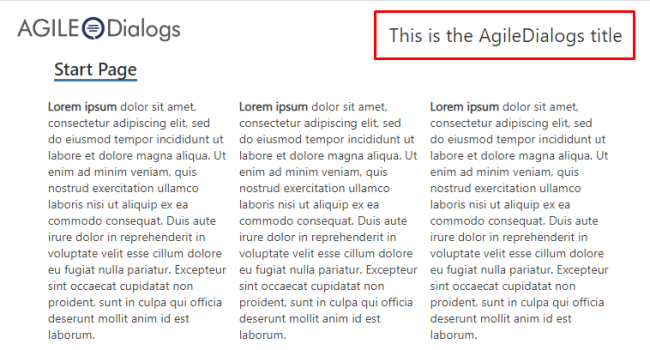 AGILE Dialogs
This is the AgileDialogs title
Start Page
Lorem ipsum dolor sit amet,
consectetur adipiscing elit, sed
do eiusmod tempor incididunt ut
labore et dolore magna aliqua. Ut
enim ad minim veniam, quis
nostrud exercitation ullamco
laboris nisi ut aliquip ex ea
commodo consequat. Duis aute
irure dolor in reprehenderit in
voluptate velit esse cillum dolore
eu fugiat nulla pariatur. Excepteur
sint occaecat cupidatat non
proident, sunt in culpa qui officia
deserunt mollit anim id est
laborum.
Lorem ipsum dolor sit amet,
consectetur adipiscing elit, sed
do eiusmod tempor incididunt ut
labore et dolore magna aliqua. Ut
enim ad minim veniam, quis
nostrud exercitation ullamco
laboris nisi ut aliquip ex ea
commodo consequat. Duis aute
irure dolor in reprehenderit in
voluptate velit esse cillum dolore
eu fugiat nulla pariatur. Excepteur
sint occaecat cupidatat non
proident, sunt in culpa qui officia
deserunt mollit anim id est
laborum.
Lorem ipsum dolor sit amet,
consectetur adipiscing elit, sed
do eiusmod tempor incididunt ut
labore et dolore magna aliqua. Ut
enim ad minim veniam, quis
nostrud exercitation ullamco
laboris nisi ut aliquip ex ea
commodo consequat. Duis aute
irure dolor in reprehenderit in
voluptate velit esse cillum dolore
eu fugiat nulla pariatur. Excepteur
sint occaecat cupidatat non
proident, sunt in culpa qui officia
deserunt mollit anim id est
laborum.